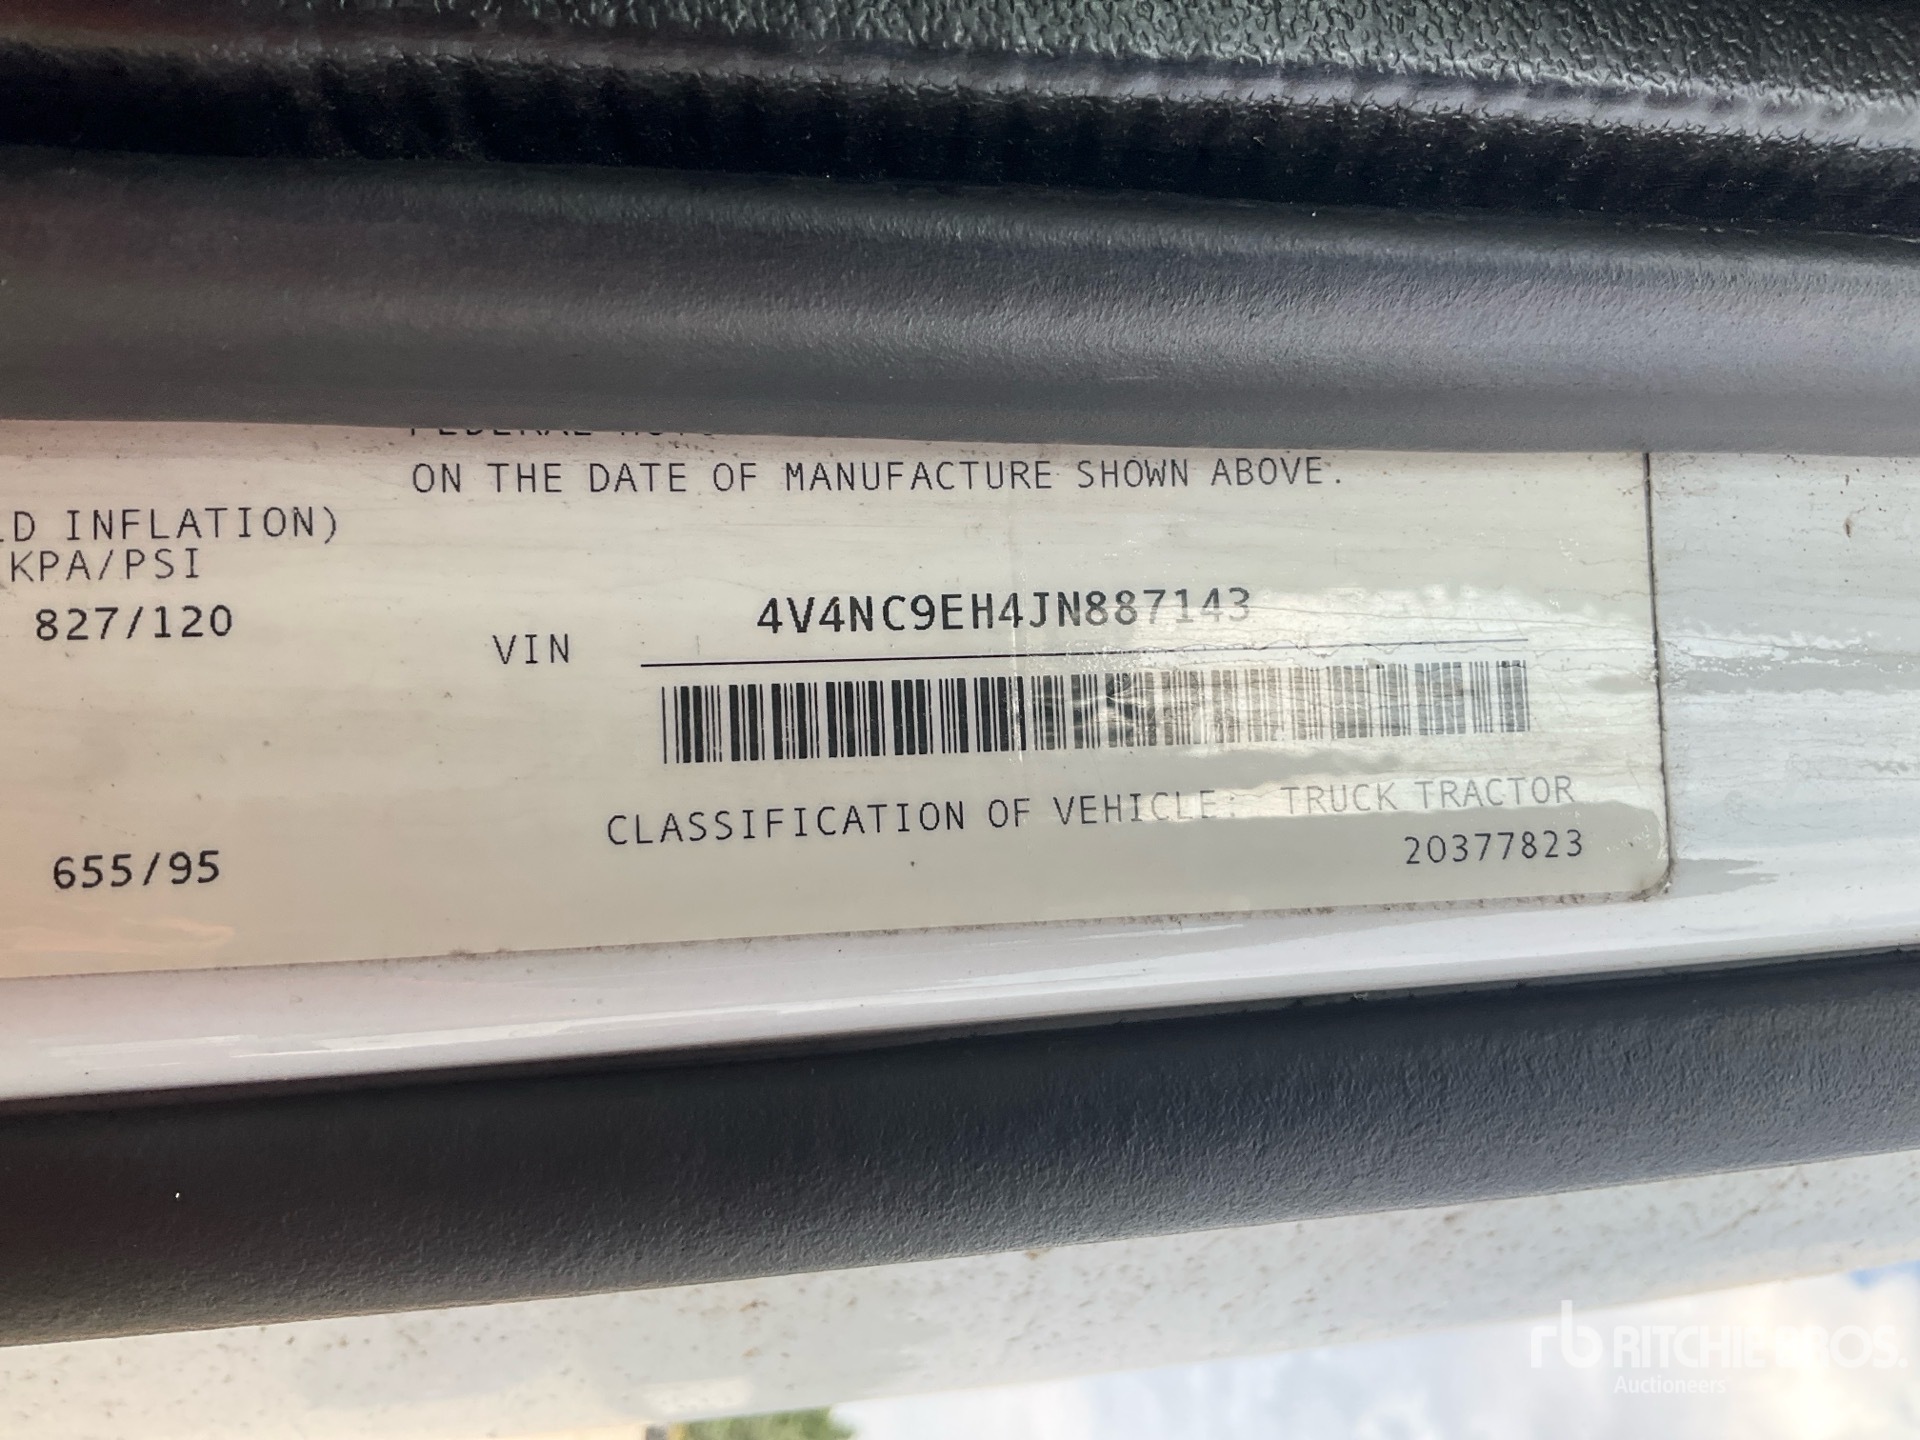 ON THE DATE OF MANUFACTURE SHOWN ABOVE.
D INFLATION)
KPA/PSI
827/120
VIN 4V4NC9EH4JN887143
CLASSIFICATION OF VEHICLE: TRUCK TRACTOR
655/95
20377823
rb RITCHIE BROS.
Auctioneers